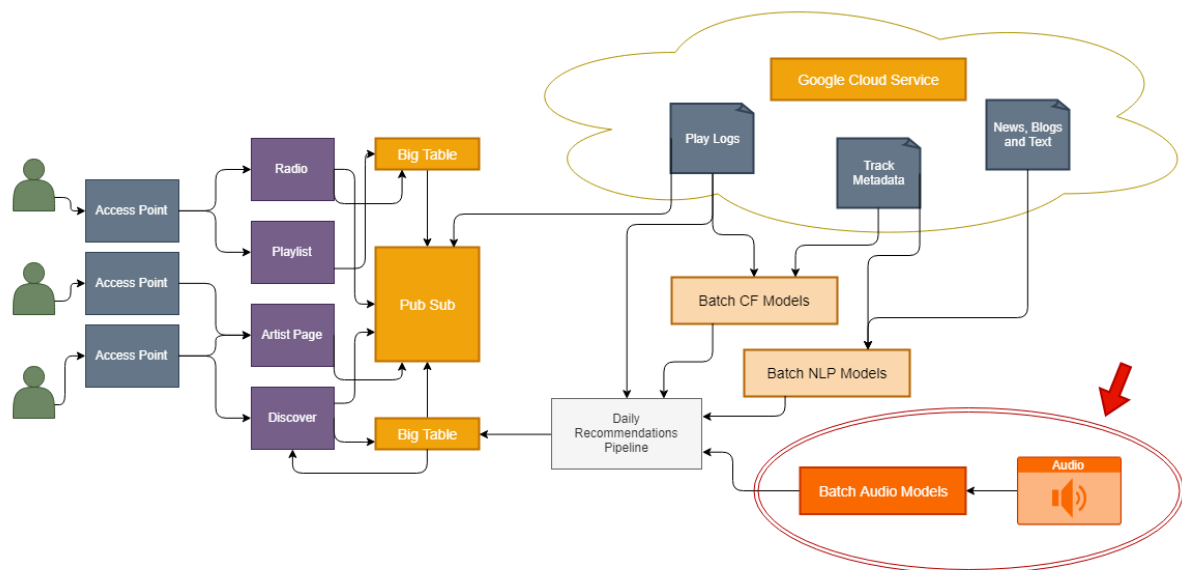 Google Cloud Service
Play Logs
Track
Metadata
News, Blogs
and Text
Access Point
Access Point
Access Point
Radio
Playlist
Artist Page
Discover
Big Table
Pub Sub
Big Table
Batch CF Models
Batch NLP Models
Daily
Recommendations
Pipeline
Batch Audio Models
Audio